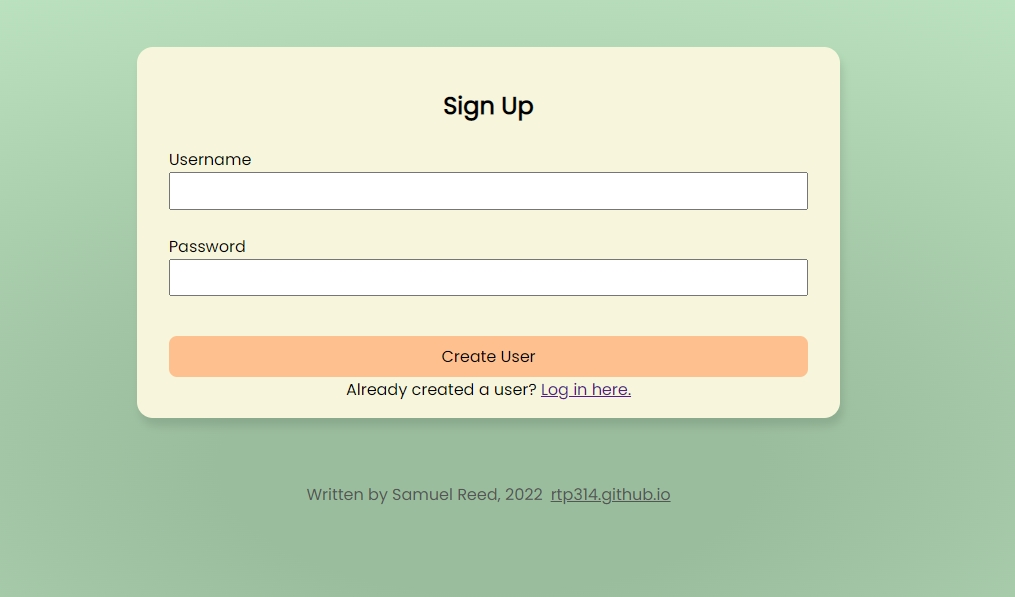 Sign Up
Username
Password
Create User
Already created a user? Log in here.
Written by Samuel Reed, 2022 rtp314.github.io